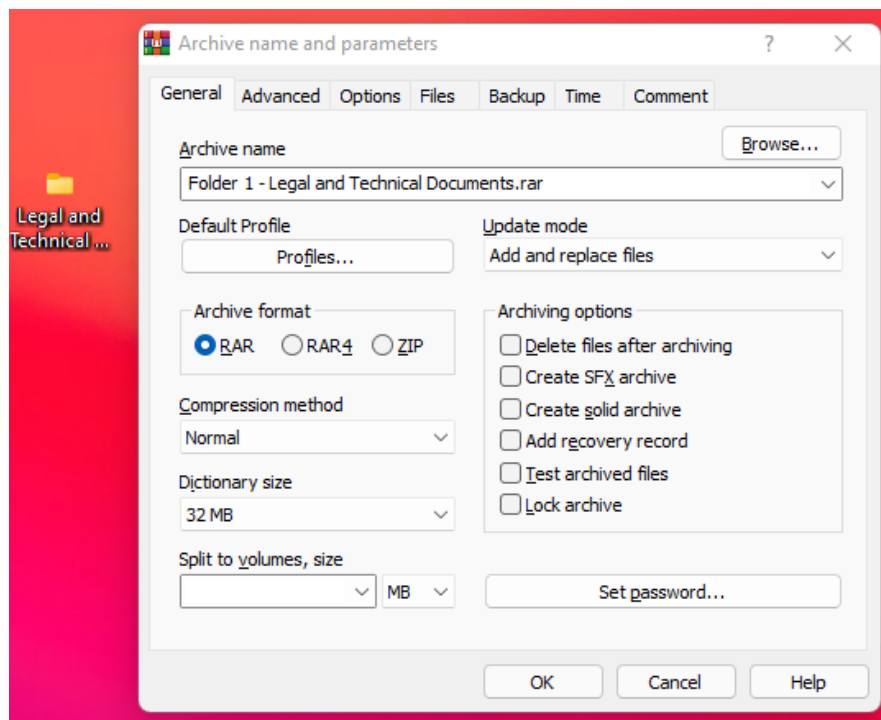 Archive name and parameters
?
General Advanced Options Files Backup Time Comment
Archive name
Browse...
Folder 1 - Legal and Technical Documents.rar
Legal and
Technical ...
Default Profile
Profiles...
Update mode
Add and replace files
Archive format
RAR RAR4 ZIP
Archiving options
Delete files after archiving
Create SFX archive
Create solid archive
Add recovery record
Test archived files
Lock archive
Compression method
Normal
Dictionary size
32 MB
Split to volumes, size
MB
Set password...
OK Cancel Help